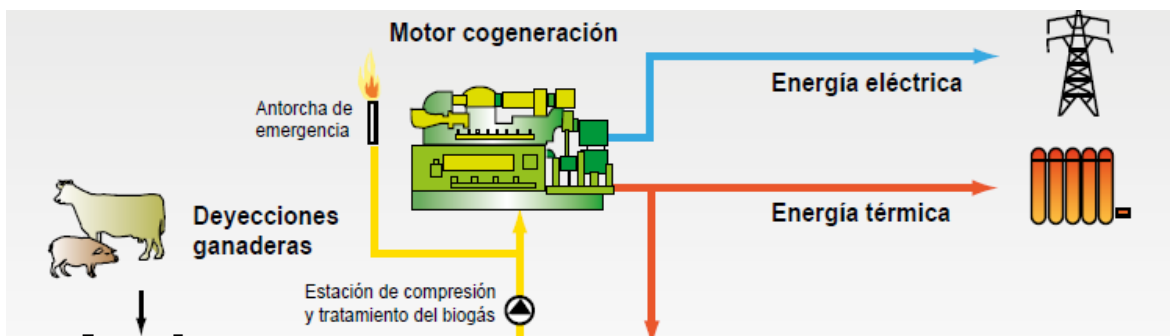 Motor cogeneración
Energía eléctrica
Antorcha de
emergencia
Energía térmica
Deyecciones
ganaderas
Estación de compresión
y tratamiento del biogás